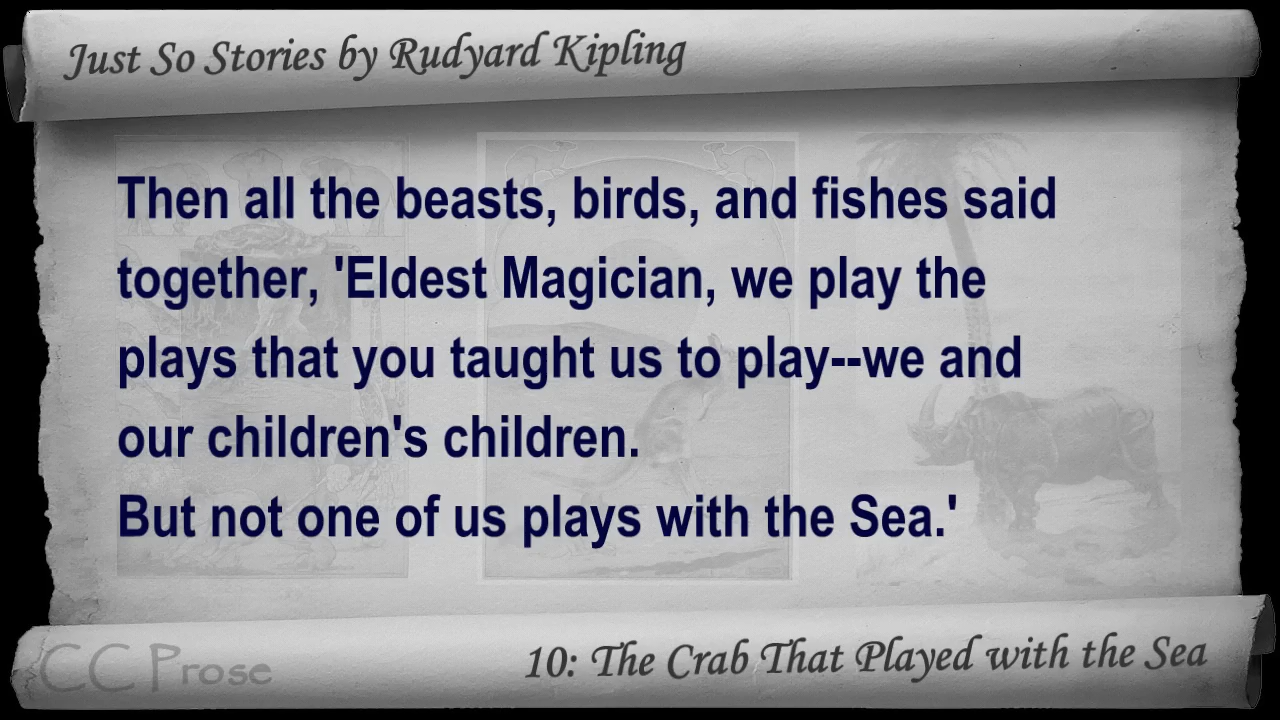 Just So Stories by Rudyard Kipling
Then all the beasts, birds, and fishes said
together, 'Eldest Magician, we play the
plays that you taught us to play--we and
our children's children.
But not one of us plays with the Sea.'
CC Prose
10: The Crab That Played with the Sea